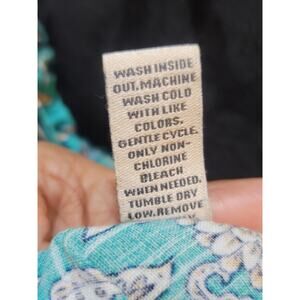 WASH INSIDE
OUT. MACHINE
WASH COLD
WITH LIKE
COLORS.
GENTLE CYCLE.
ONLY NON-
CHLORINE
BLEACH
WHEN NEEDED.
TUMBLE DRY
LOW. REMOVE